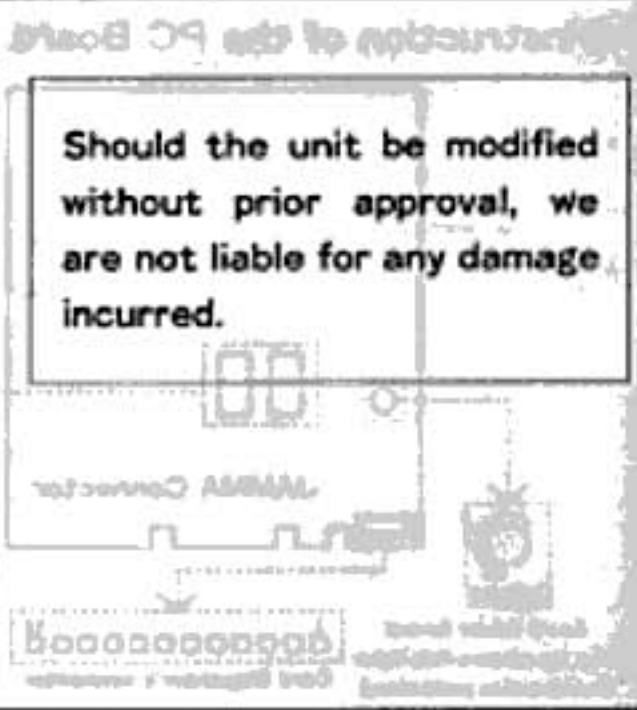 Instruction of the PC Board
Should the unit be modified
without prior approval, we
are not liable for any damage
incurred.
JAMMA Connector